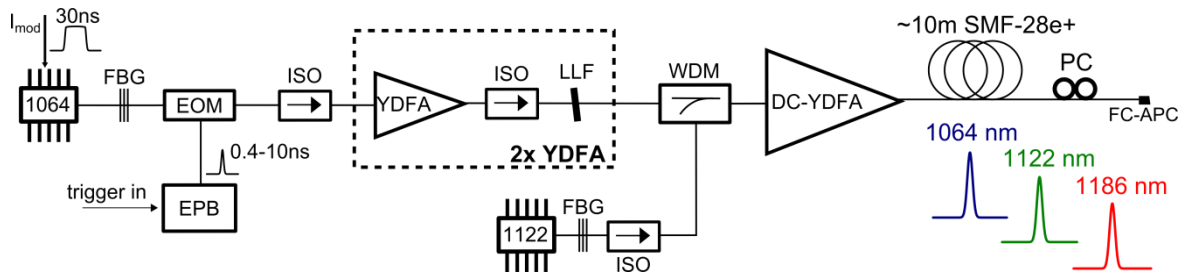 I_mod
30ns
1064
FBG
EOM
0.4-10ns
trigger in
EPB
ISO
YDFA
ISO
LLF
2x YDFA
WDM
1122
FBG
ISO
DC-YDFA
~10m SMF-28e+
PC
FC-APC
1064 nm
1122 nm
1186 nm